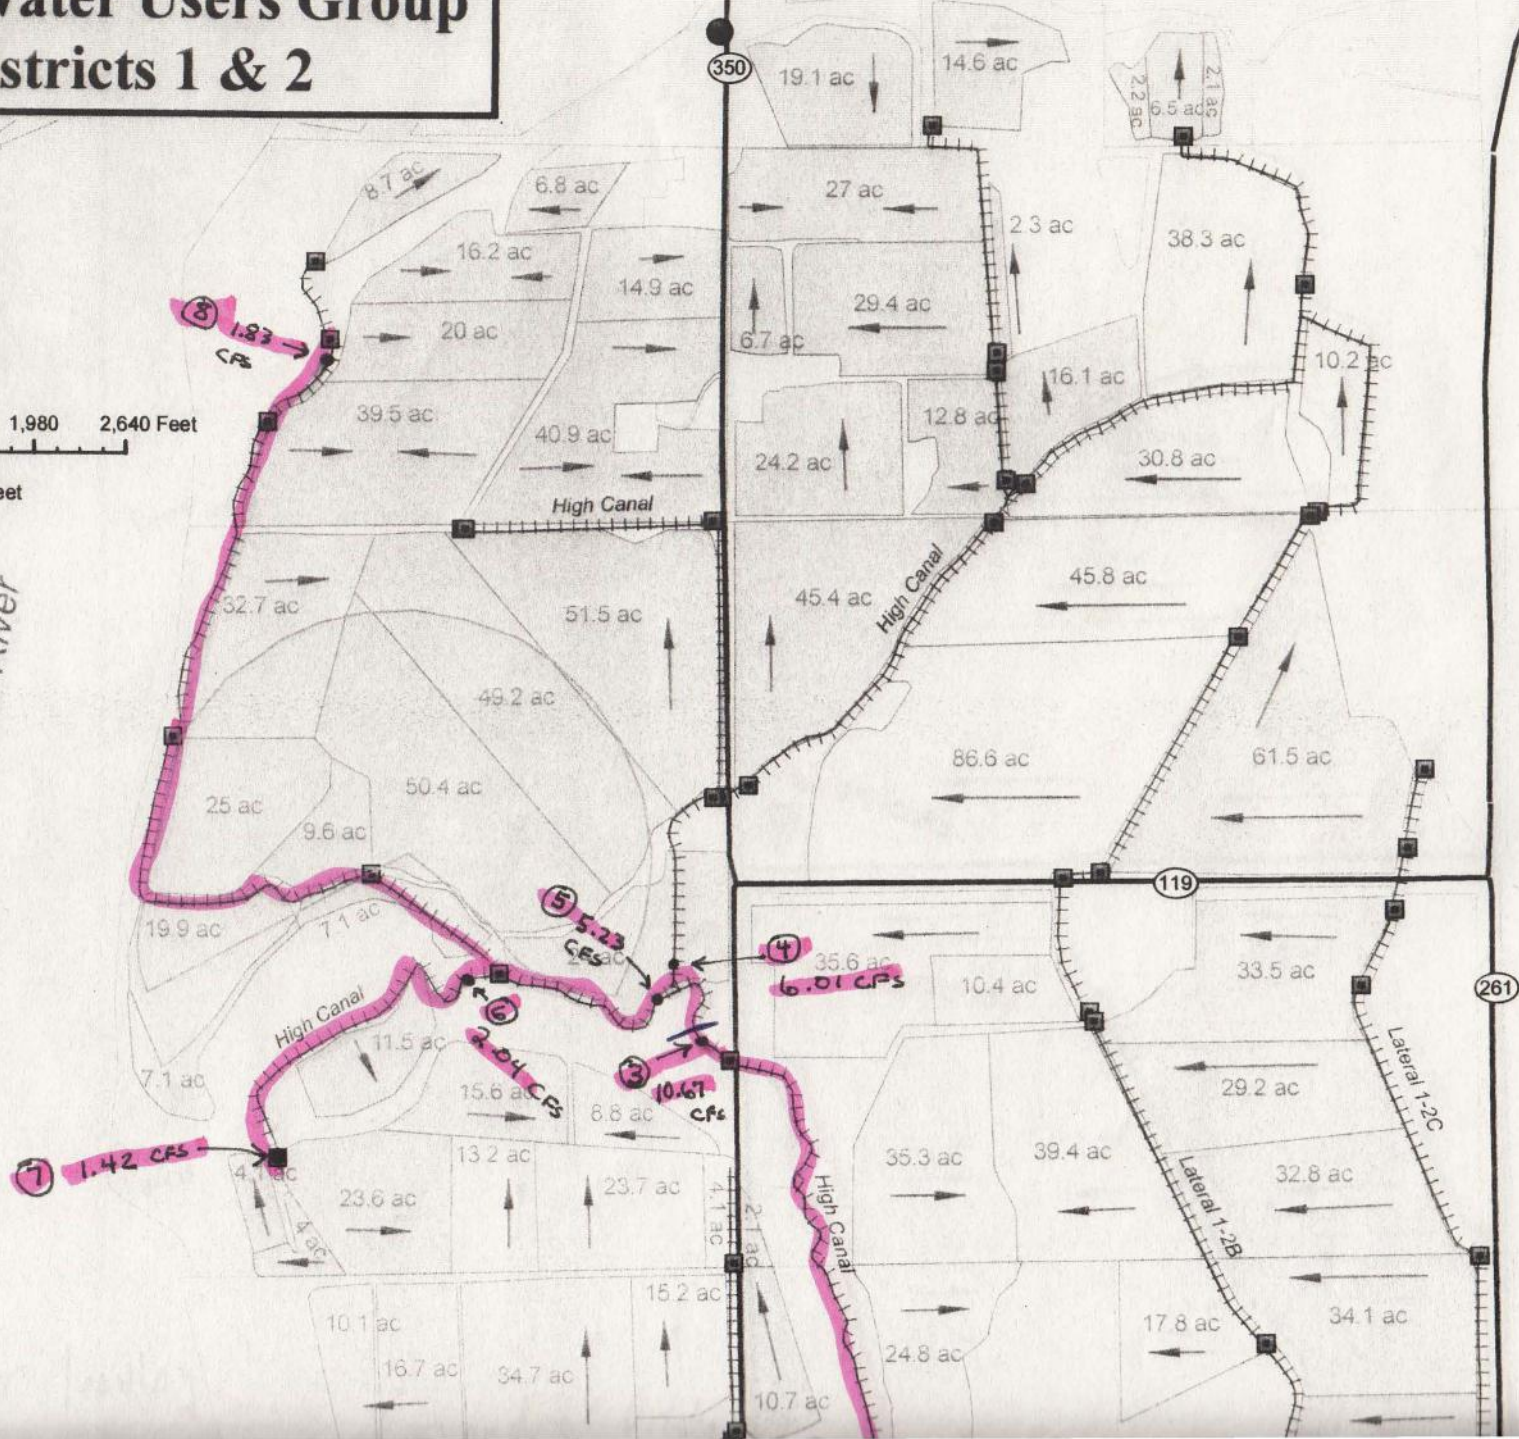 Water Users Group
stricts 1 & 2
350
19.1 ac
14.6 ac
2.2 ac
6.5 ac
2.1 ac
8.7 ac
6.8 ac
27 ac
2.3 ac
38.3 ac
16.2 ac
14.9 ac
29.4 ac
6.7 ac
8
1.83
CFS
20 ac
16.1 ac
10.2 ac
1,980
2,640 Feet
39.5 ac
40.9 ac
12.8 ac
24.2 ac
30.8 ac
eet
High Canal
River
32.7 ac
51.5 ac
45.4 ac
High Canal
45.8 ac
49.2 ac
86.6 ac
61.5 ac
25 ac
50.4 ac
9.6 ac
119
19.9 ac
7.1 ac
5
5.23
CFS
4
6.01 CFS
35.6 ac
10.4 ac
33.5 ac
261
High Canal
6
2.04 CFS
11.5 ac
7.1 ac
15.6 ac
3
10.67
CFS
8.8 ac
29.2 ac
Lateral 1-2C
7
1.42 CFS
4.1 ac
13.2 ac
23.6 ac
23.7 ac
4 ac
4.1 ac
2.1 ac
High Canal
35.3 ac
39.4 ac
Lateral 1-2B
32.8 ac
10.1 ac
15.2 ac
16.7 ac
34.7 ac
10.7 ac
24.8 ac
17.8 ac
34.1 ac